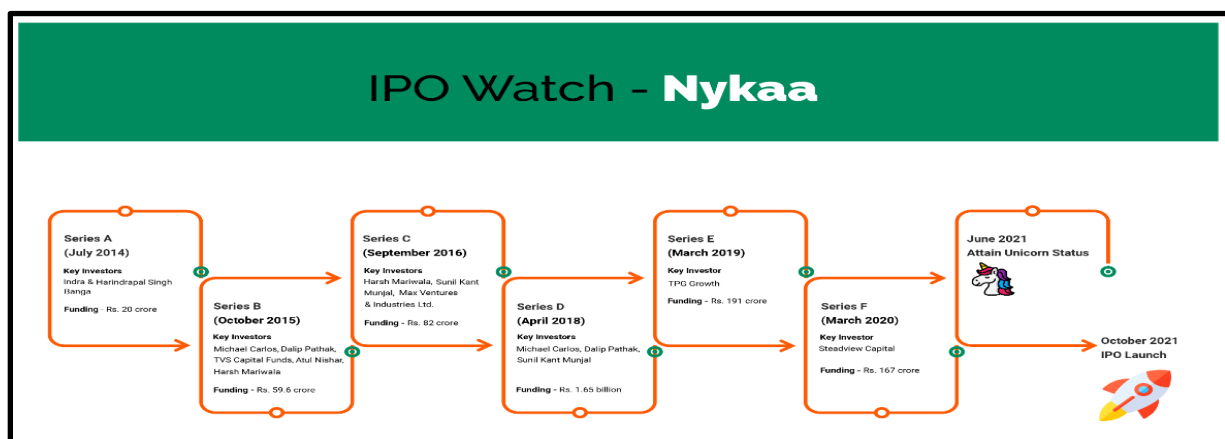 IPO Watch - Nykaa
Series A
(July 2014)
Key Investors
Indra & Harindrapal Singh
Banga
Funding - Rs. 20 crore
Series B
(October 2015)
Key Investors
Michael Carlos, Dalip Pathak,
TVS Capital Funds, Atul Nishar,
Harsh Mariwala
Funding - Rs. 59.6 crore
Series C
(September 2016)
Key Investors
Harsh Mariwala, Sunil Kant
Munjal, Max Ventures
& Industries Ltd.
Funding - Rs. 82 crore
Series D
(April 2018)
Key Investors
Michael Carlos, Dalip Pathak,
Sunil Kant Munjal
Funding - Rs. 1.65 billion
Series E
(March 2019)
Key Investor
TPG Growth
Funding - Rs. 191 crore
Series F
(March 2020)
Key Investor
Steadview Capital
Funding - Rs. 167 crore
June 2021
Attain Unicorn Status
October 2021
IPO Launch